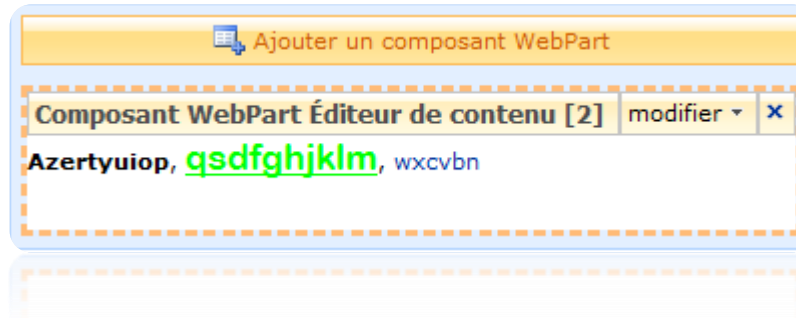 Ajouter un composant WebPart
Composant WebPart Éditeur de contenu [2] modifier
Azertyuiop, qsdfghjklm, wxcvbn